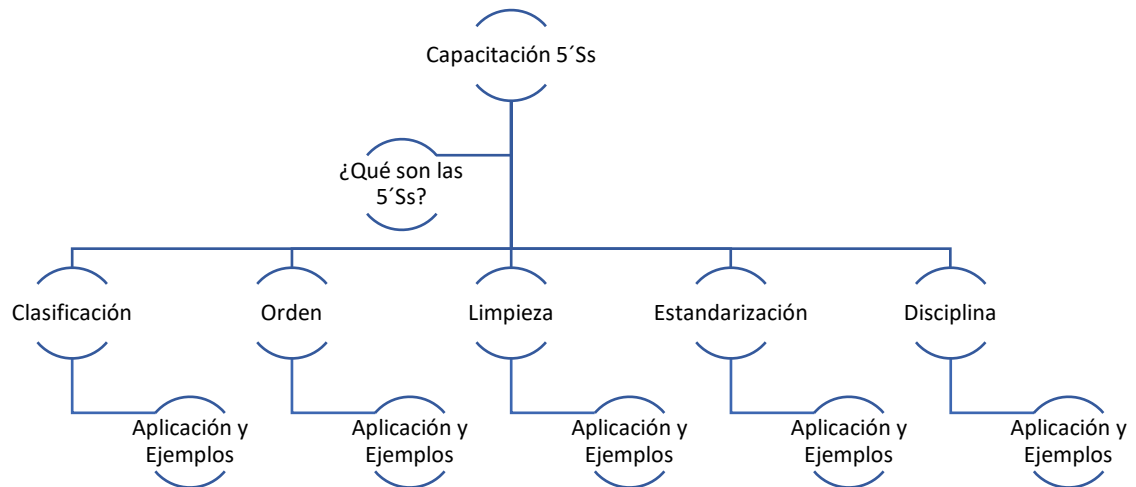 Capacitación 5´Ss
¿Qué son las
5´Ss?
Clasificación
Orden
Limpieza
Estandarización
Disciplina
Aplicación y
Ejemplos
Aplicación y
Ejemplos
Aplicación y
Ejemplos
Aplicación y
Ejemplos
Aplicación y
Ejemplos